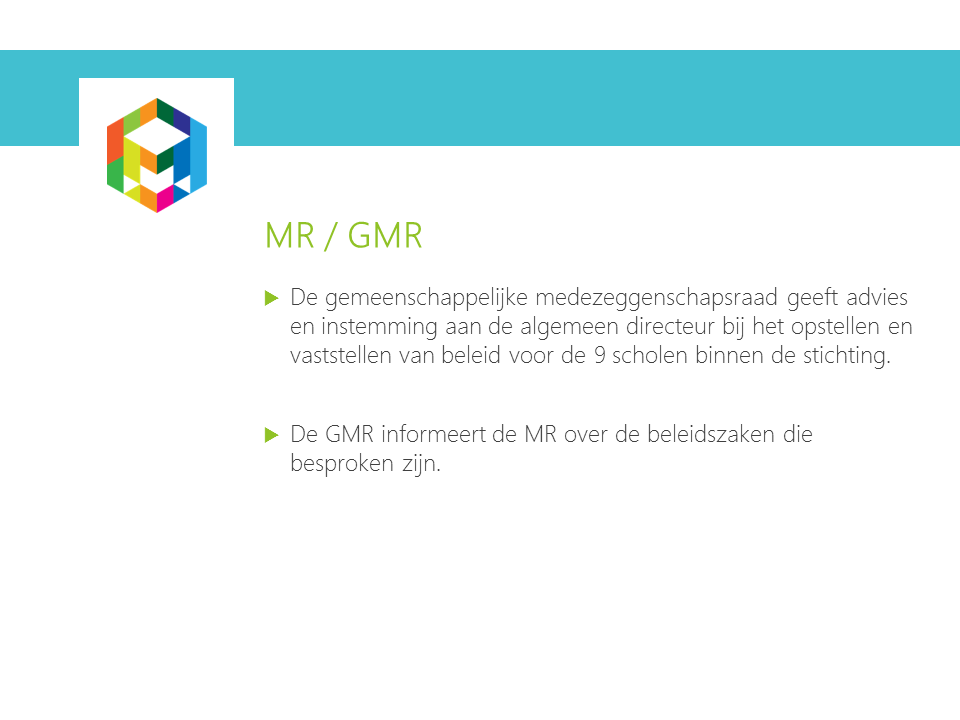 MR / GMR
De gemeenschappelijke medezeggenschapsraad geeft advies
en instemming aan de algemeen directeur bij het opstellen en
vaststellen van beleid voor de 9 scholen binnen de stichting.
De GMR informeert de MR over de beleidszaken die
besproken zijn.